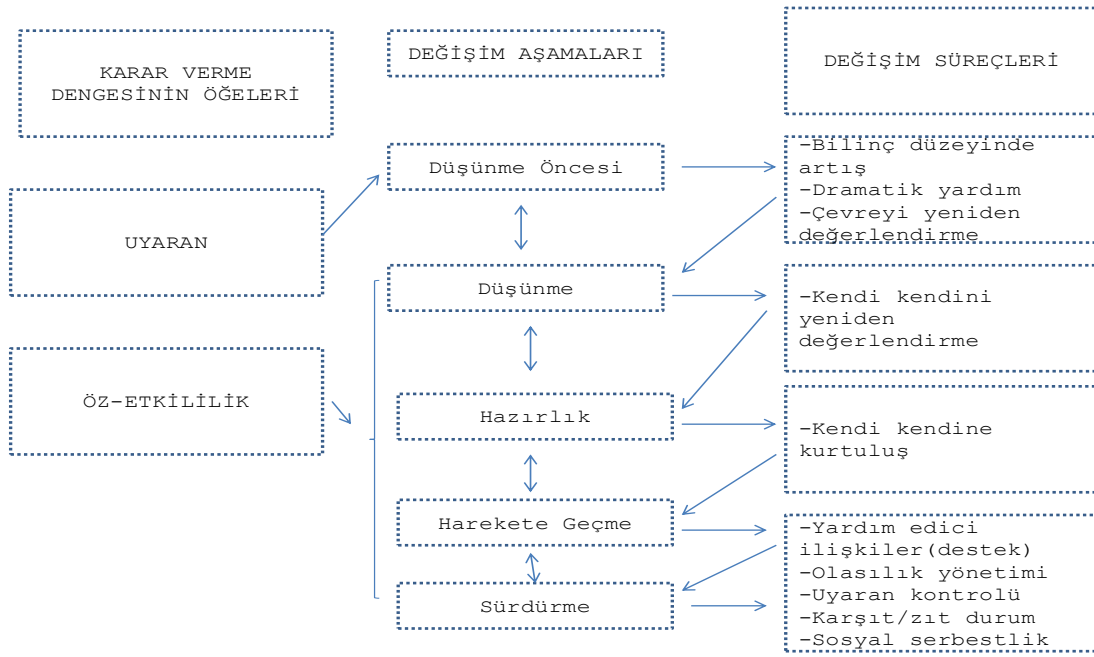 KARAR VERME
DENGESİNİN ÖĞELERİ
DEĞİŞİM AŞAMALARI
DEĞİŞİM SÜREÇLERİ
UYARAN
ÖZ-ETKİLİLİK
Düşünme Öncesi
Düşünme
Hazırlık
Harekete Geçme
Sürdürme
-Bilinç düzeyinde
artış
-Dramatik yardım
-Çevreyi yeniden
değerlendirme
-Kendi kendini
yeniden
değerlendirme
-Kendi kendine
kurtuluş
-Yardım edici
ilişkiler(destek)
-Olasılık yönetimi
-Uyaran kontrolü
-Karşıt/zıt durum
-Sosyal serbestlik